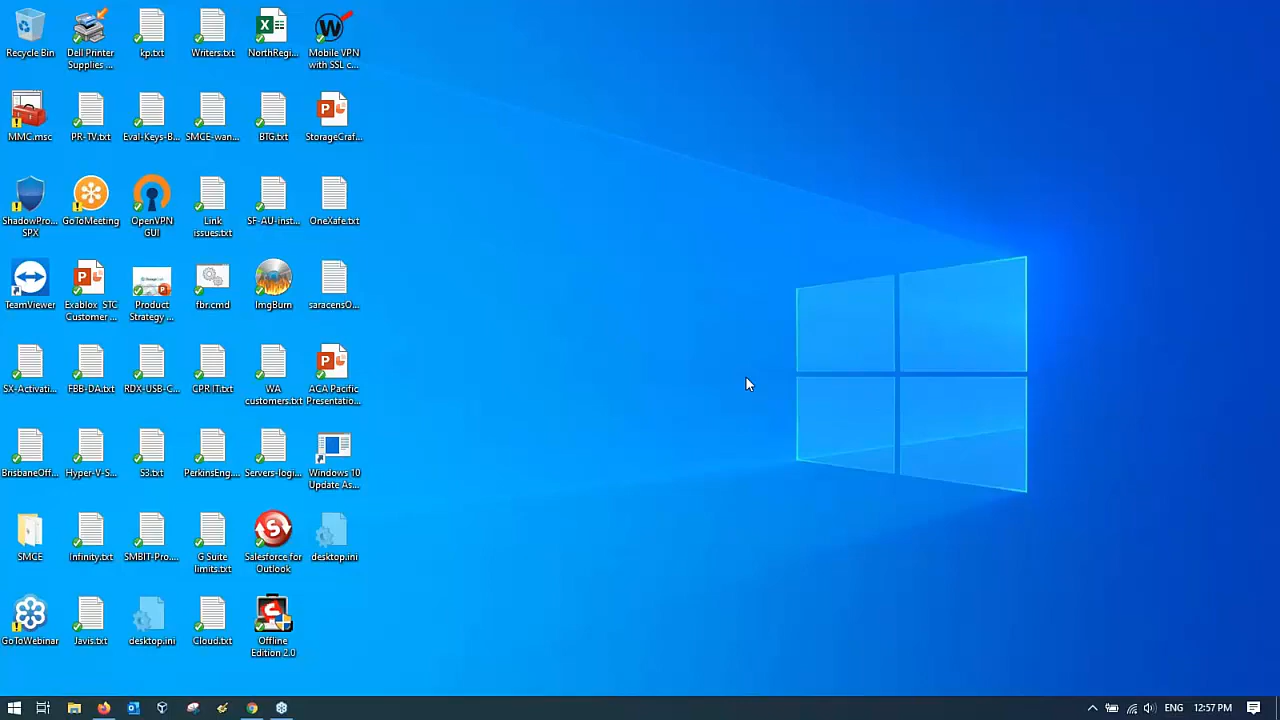 Recycle Bin
Dell Printer
Supplies ...
kp.txt
Writers.txt
NorthRegi...
Mobile VPN
with SSL c...
MMC.msc
PR-TV.txt
Eval-Keys-B...
SMCE-wan...
BTG.txt
StorageCraf...
ShadowPro...
SPX
GoToMeeting
OpenVPN
GUI
Link
issues.txt
SF-AU-inst...
OneXafe.txt
TeamViewer
Exablox_STC
Customer ...
Product
Strategy ...
fbr.cmd
ImgBurn
saracensO...
SX-Activati...
FBB-DA.txt
RDX-USB-C...
CPR IT.txt
WA
customers.txt
ACA Pacific
Presentatio...
BrisbaneOff...
Hyper-V-S...
S3.txt
PerkinsEng....
Servers-logi...
Windows 10
Update As...
SMCE
Infinity.txt
SMBIT-Pro....
G Suite
limits.txt
Salesforce for
Outlook
desktop.ini
GoToWebinar
Javis.txt
desktop.ini
Cloud.txt
Offline
Edition 2.0
ENG
12:57 PM